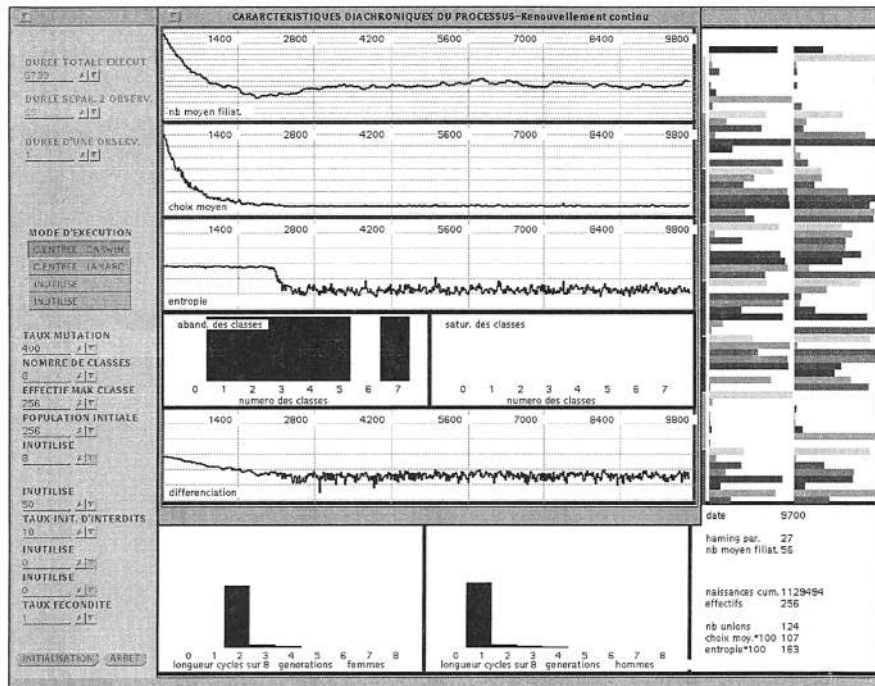 CARARCTERISTIQUES DIACHRONIQUES DU PROCESSUS-Renouvellement continu
DUREE TOTALE EXECUT
DUREE SEPAR. 2 OBSERV.
DUREE D'UNE OBSERV.
1
MODE D'EXECUTION
INUTILISE
INUTILISE
TAUX MUTATION
400
NOMBRE DE CLASSES
8
EFFECTIF MAX CLASSE
256
POPULATION INITIALE
256
INUTILISE
8
INUTILISE
50
TAUX INIT. D'INTERDITS
10
INUTILISE
0
INUTILISE
0
TAUX FECONDITE
1
INITIALISATION ARRET
1400 2800 4200 5600 7000 8400 9800
nb moyen filiat.
1400 2800 4200 5600 7000 8400 9800
choix moyen
1400 2800 4200 5600 7000 8400 9800
entropie
aband. des classes
0 1 2 3 4 5 6 7
numero des classes
satur. des classes
0 1 2 3 4 5 6 7
numero des classes
1400 2800 4200 5600 7000 8400 9800
differenciation
0 1 2 3 4 5 6 7 8
longueur cycles sur 8 generations femmes
0 1 2 3 4 5 6 7 8
longueur cycles sur 8 generations hommes
date 9700
haming par. 27
nb moyen filiat. 56
naissances cum. 1129494
effectifs 256
nb unions 124
choix moy.*100 107
entropie*100 163